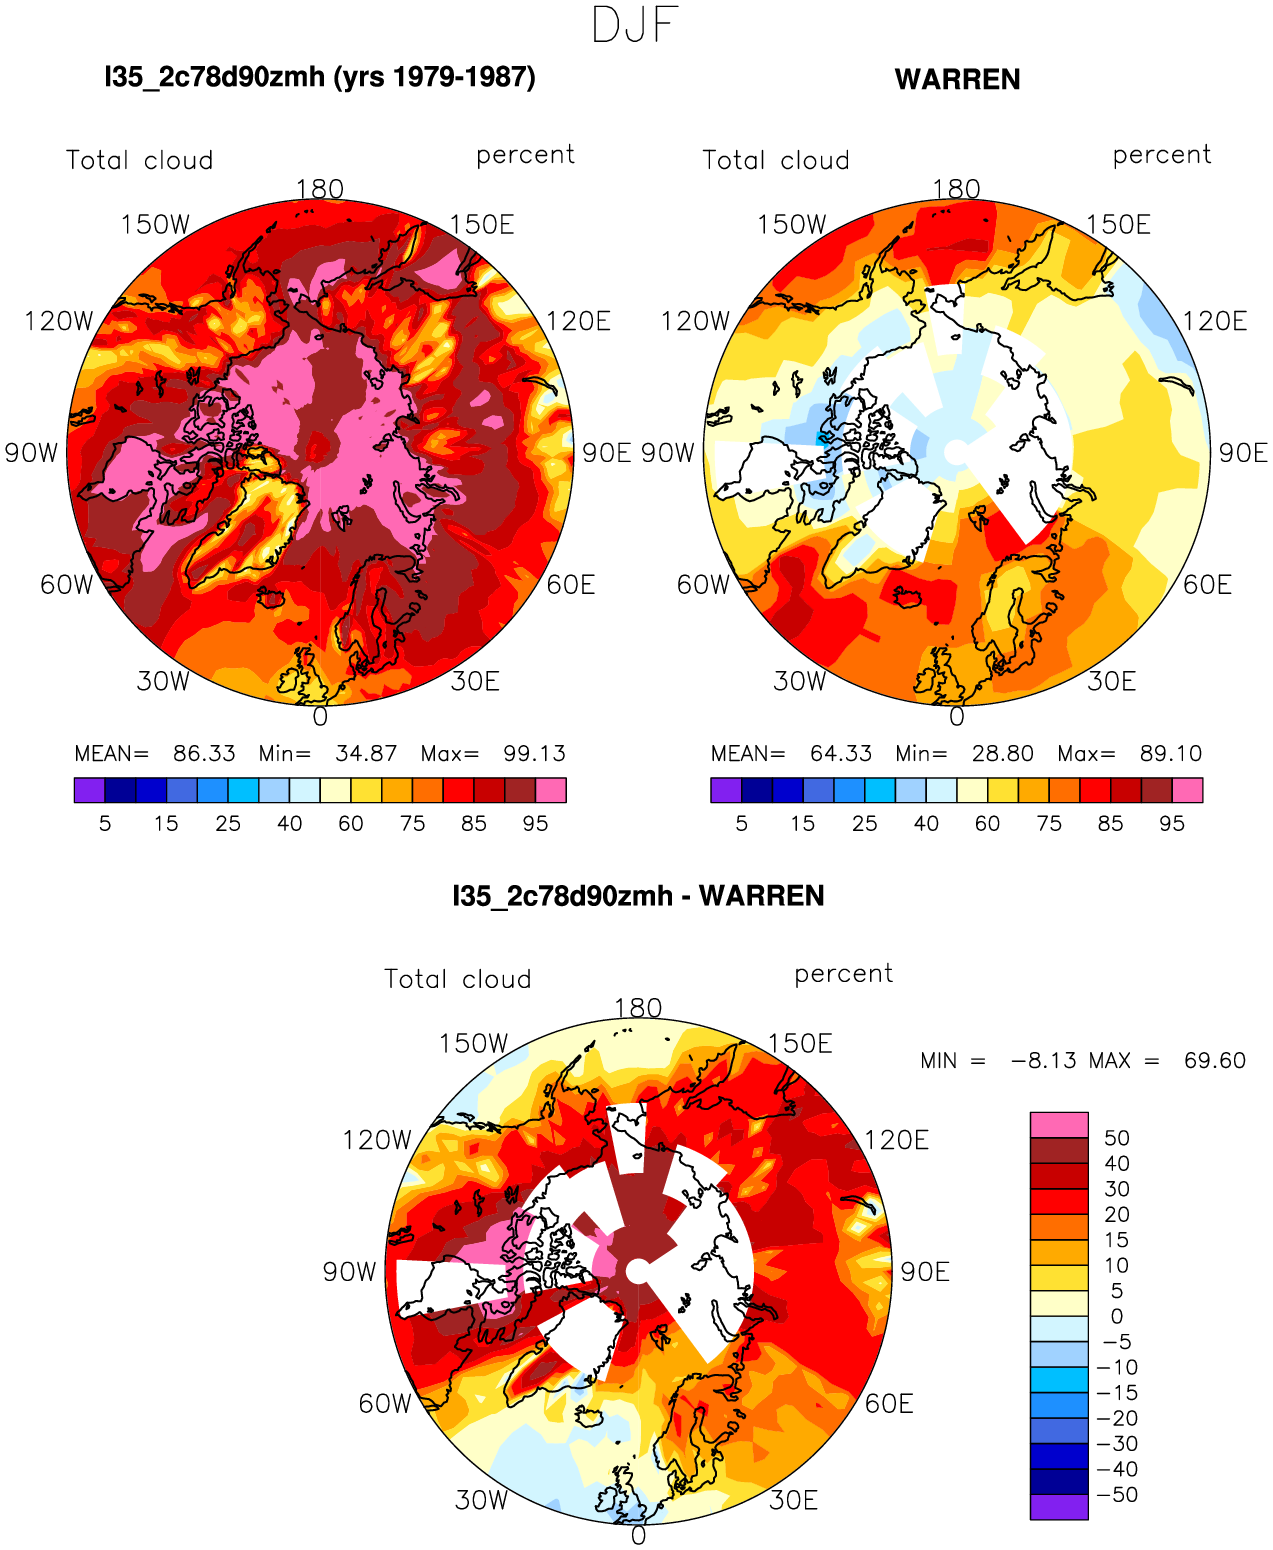 DJF
I35_2c78d90zmh (yrs 1979-1987)
Total cloud percent
180
150W 150E
120W 120E
90W 90E
60W 60E
30W 30E
0
MEAN= 86.33 Min= 34.87 Max= 99.13
5 15 25 40 60 75 85 95
WARREN
Total cloud percent
180
150W 150E
120W 120E
90W 90E
60W 60E
30W 30E
0
MEAN= 64.33 Min= 28.80 Max= 89.10
5 15 25 40 60 75 85 95
I35_2c78d90zmh - WARREN
Total cloud percent
180
150W 150E
120W 120E
90W 90E
60W 60E
30W 30E
0
MIN = -8.13 MAX = 69.60
50
40
30
20
15
10
5
0
-5
-10
-15
-20
-30
-40
-50